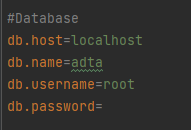 #Database
db.host=localhost
db.name=adta
db.username=root
db.password=